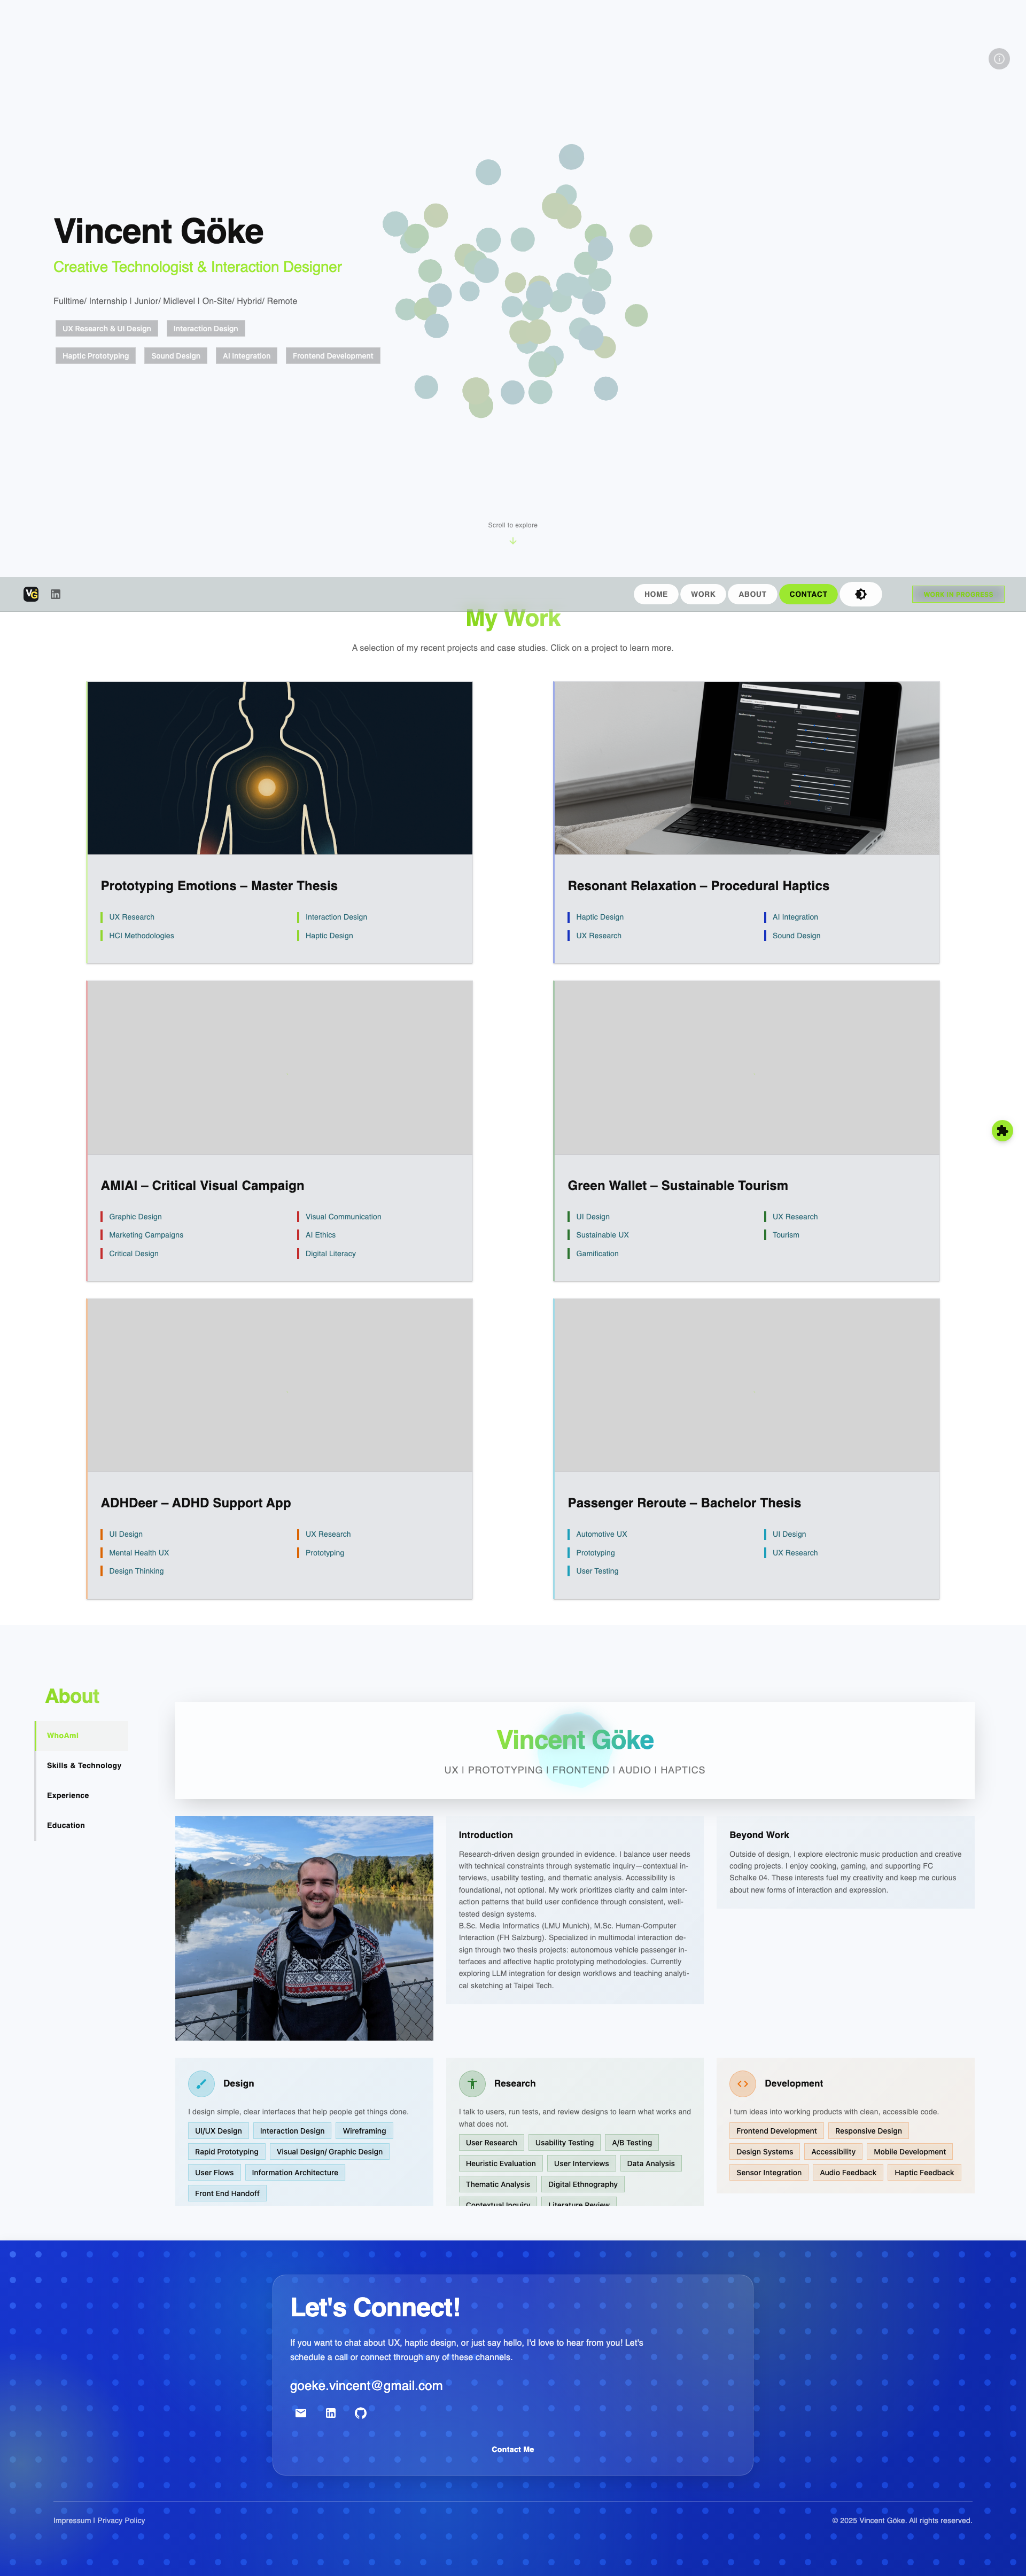 Vincent Göke
Creative Technologist & Interaction Designer
Fulltime/ Internship | Junior/ Midlevel | On-Site/ Hybrid/ Remote
UX Research & UI Design
Interaction Design
Haptic Prototyping
Sound Design
AI Integration
Frontend Development
Scroll to explore
VG
HOME
WORK
ABOUT
CONTACT
My Work
A selection of my recent projects and case studies. Click on a project to learn more.
Prototyping Emotions – Master Thesis
UX Research
Interaction Design
HCI Methodologies
Haptic Design
Resonant Relaxation – Procedural Haptics
Haptic Design
AI Integration
UX Research
Sound Design
AMIAI – Critical Visual Campaign
Graphic Design
Visual Communication
Marketing Campaigns
AI Ethics
Critical Design
Digital Literacy
Green Wallet – Sustainable Tourism
UI Design
UX Research
Sustainable UX
Tourism
Gamification
ADHDeer – ADHD Support App
UI Design
UX Research
Mental Health UX
Prototyping
Design Thinking
Passenger Reroute – Bachelor Thesis
Automotive UX
UI Design
Prototyping
UX Research
User Testing
About
WhoAmI
Skills & Technology
Experience
Education
Vincent Göke
UX | PROTOTYPING | FRONTEND | AUDIO | HAPTICS
Introduction
Research-driven design grounded in evidence. I balance user needs
with technical constraints through systematic inquiry—contextual in-
terviews, usability testing, and thematic analysis. Accessibility is
foundational, not optional. My work prioritizes clarity and calm inter-
action patterns that build user confidence through consistent, well-
tested design systems.
B.Sc. Media Informatics (LMU Munich), M.Sc. Human-Computer
Interaction (FH Salzburg). Specialized in multimodal interaction de-
sign through two thesis projects: autonomous vehicle passenger in-
terfaces and affective haptic prototyping methodologies. Currently
exploring LLM integration for design workflows and teaching analyti-
cal sketching at Taipei Tech.
Beyond Work
Outside of design, I explore electronic music production and creative
coding projects. I enjoy cooking, gaming, and supporting FC
Schalke 04. These interests fuel my creativity and keep me curious
about new forms of interaction and expression.
Design
I design simple, clear interfaces that help people get things done.
UI/UX Design
Interaction Design
Wireframing
Rapid Prototyping
Visual Design/ Graphic Design
User Flows
Information Architecture
Front End Handoff
Research
I talk to users, run tests, and review designs to learn what works and
what does not.
User Research
Usability Testing
A/B Testing
Heuristic Evaluation
User Interviews
Data Analysis
Thematic Analysis
Digital Ethnography
Contextual Inquiry
Literature Review
Development
I turn ideas into working products with clean, accessible code.
Frontend Development
Responsive Design
Design Systems
Accessibility
Mobile Development
Sensor Integration
Audio Feedback
Haptic Feedback
Let's Connect!
If you want to chat about UX, haptic design, or just say hello, I'd love to hear from you! Let's
schedule a call or connect through any of these channels.
goeke.vincent@gmail.com
Contact Me
Impressum | Privacy Policy
© 2025 Vincent Göke. All rights reserved.